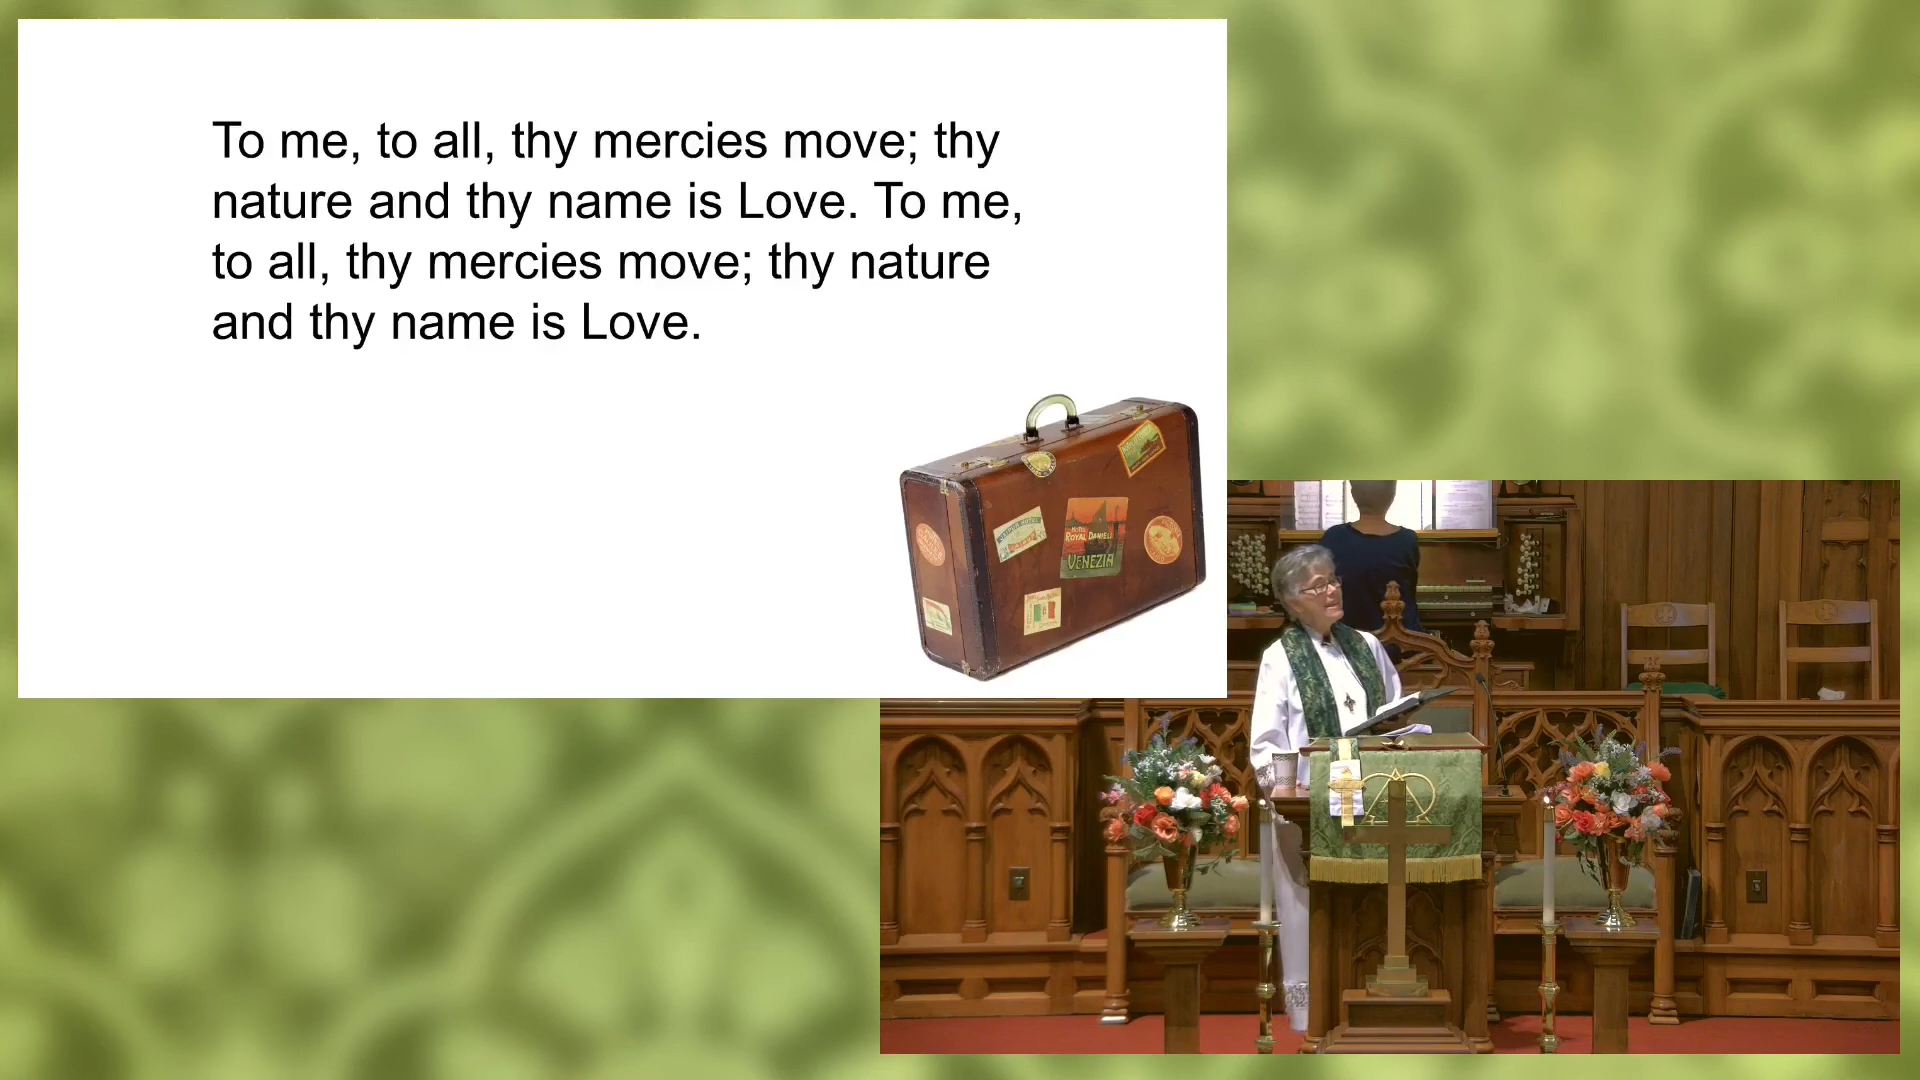 To me, to all, thy mercies move; thy
nature and thy name is Love. To me,
to all, thy mercies move; thy nature
and thy name is Love.
HOTEL
ROYAL DANIELI
VENEZIA